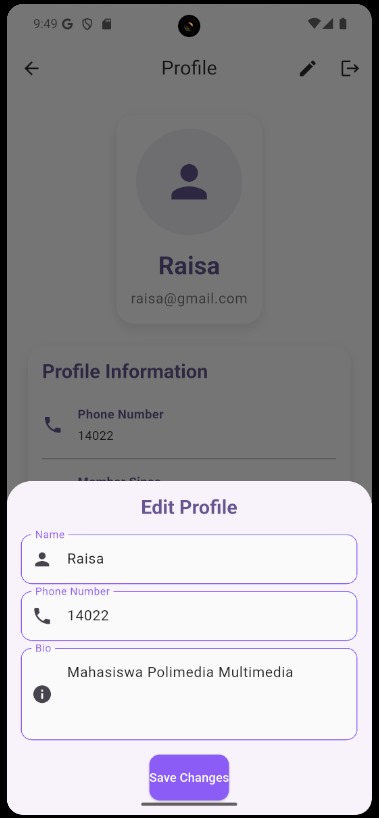 9:49
Profile
Raisa
raisa@gmail.com
Profile Information
Phone Number
14022
Member Since
Edit Profile
Name
Raisa
Phone Number
14022
Bio
Mahasiswa Polimedia Multimedia
Save Changes